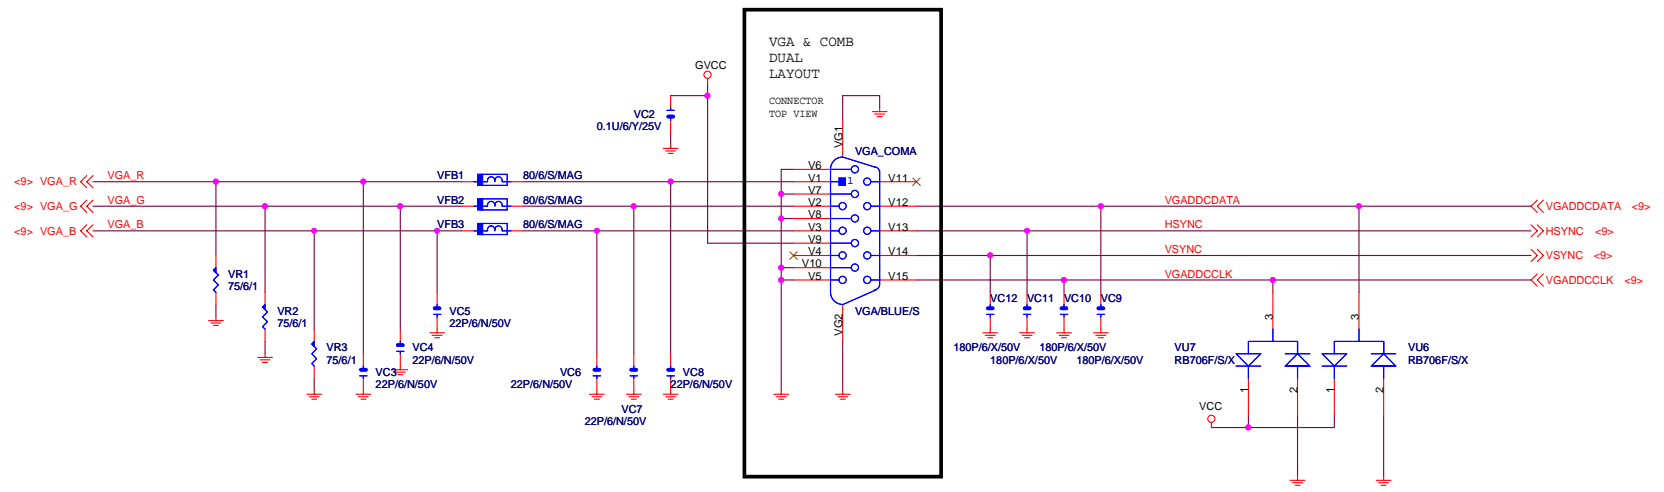 VGA & COMB
DUAL
LAYOUT
CONNECTOR
TOP VIEW
GVCC
VC2
0.1U/6/Y/25V
VG1
VGA_COMA
<9> VGA_R
VGA_R
VFB1
80/6/S/MAG
<9> VGA_G
VGA_G
VFB2
80/6/S/MAG
<9> VGA_B
VGA_B
VFB3
80/6/S/MAG
V6
V1
V7
V2
V8
V3
V9
V4
V10
V5
1
V11
V12
V13
V14
V15
VG2
VGA/BLUE/S
VGADDCDATA
VGADDCDATA <9>
HSYNC
HSYNC <9>
VSYNC
VSYNC <9>
VGADDCCLK
VGADDCCLK <9>
VR1
75/6/1
VR2
75/6/1
VR3
75/6/1
VC5
22P/6/N/50V
VC4
22P/6/N/50V
VC3
22P/6/N/50V
VC6
22P/6/N/50V
VC7
22P/6/N/50V
VC8
22P/6/N/50V
VC12
VC11
VC10
VC9
180P/6/X/50V
180P/6/X/50V
180P/6/X/50V
180P/6/X/50V
3
3
VU7
RB706F/S/X
VU6
RB706F/S/X
1
2
1
2
VCC